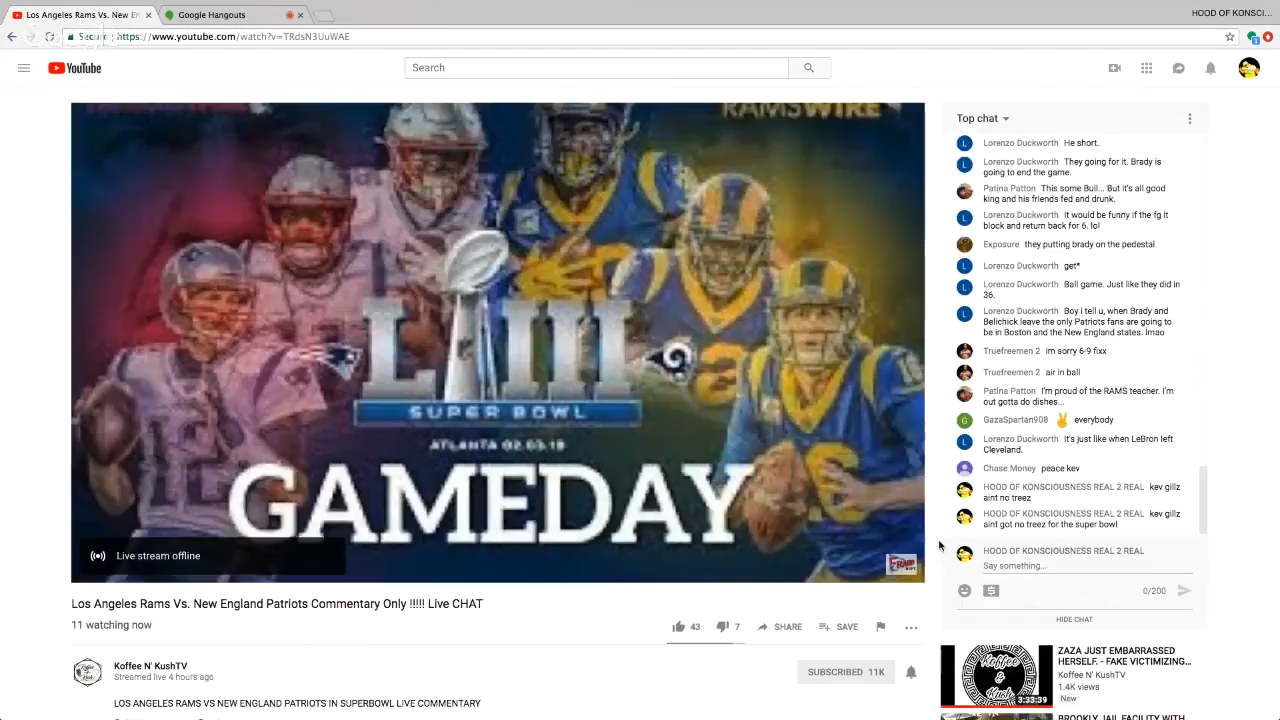 Los Angeles Rams Vs. New En
Google Hangouts
HOOD OF KONSCI...
Secure
https://www.youtube.com/watch?v=TRdsN3UuWAE
YouTube
Search
RAMSWIRE
LIII
SUPER BOWL
ATLANTA 02.03.19
GAMEDAY
Live stream offline
Top chat
Lorenzo Duckworth He short.
Lorenzo Duckworth They going for it. Brady is
going to end the game.
Patina Patton This some Bull... But it's all good
king and his friends fed and drunk.
Lorenzo Duckworth It would be funny if the fg It
block and return back for 6. lol
Exposure they putting brady on the pedestal
Lorenzo Duckworth get*
Lorenzo Duckworth Ball game. Just like they did in
36.
Lorenzo Duckworth Boy i tell u, when Brady and
Belichick leave the only Patriots fans are going to
be in Boston and the New England states. lmao
Truefreemen 2 im sorry 6-9 fixx
Truefreemen 2 air in ball
Patina Patton I'm proud of the RAMS teacher. I'm
out gotta do dishes...
GazaSpartan908 ✌ everybody
Lorenzo Duckworth It's just like when LeBron left
Cleveland.
Chase Money peace kev
HOOD OF KONSCIOUSNESS REAL 2 REAL kev gillz
aint no treez
HOOD OF KONSCIOUSNESS REAL 2 REAL kev gillz
aint got no treez for the super bowl
HOOD OF KONSCIOUSNESS REAL 2 REAL
Say something...
0/200
HIDE CHAT
Los Angeles Rams Vs. New England Patriots Commentary Only !!!!! Live CHAT
11 watching now
43
7
SHARE
SAVE
Koffee N' KushTV
Streamed live 4 hours ago
SUBSCRIBED 11K
LOS ANGELES RAMS VS NEW ENGLAND PATRIOTS IN SUPERBOWL LIVE COMMENTARY
Koffee & Kush
3:33:39
ZAZA JUST EMBARRASSED
HERSELF. - FAKE VICTIMIZING...
Koffee N' KushTV
1.4K views
New
BROOKLY JAIL FACILITY WITH